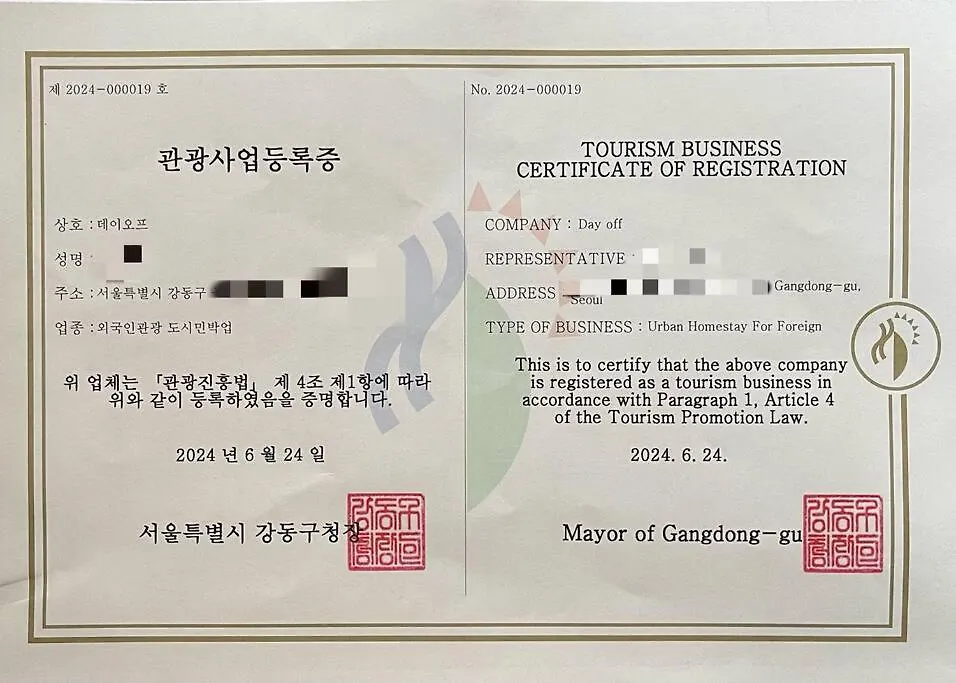 제 2024-000019 호
관광사업등록증
상호 : 데이오프
성명 :
주소 : 서울특별시 강동구
업종 : 외국인관광 도시민박업
위 업체는 「관광진흥법」 제 4조 제1항에 따라
위와 같이 등록하였음을 증명합니다.
2024 년 6 월 24 일
서울특별시 강동구청장
No. 2024-000019
TOURISM BUSINESS
CERTIFICATE OF REGISTRATION
COMPANY : Day off
REPRESENTATIVE :
ADDRESS Gangdong-gu,
Seoul
TYPE OF BUSINESS : Urban Homestay For Foreign
This is to certify that the above company
is registered as a tourism business in
accordance with Paragraph 1, Article 4
of the Tourism Promotion Law.
2024. 6. 24.
Mayor of Gangdong-gu